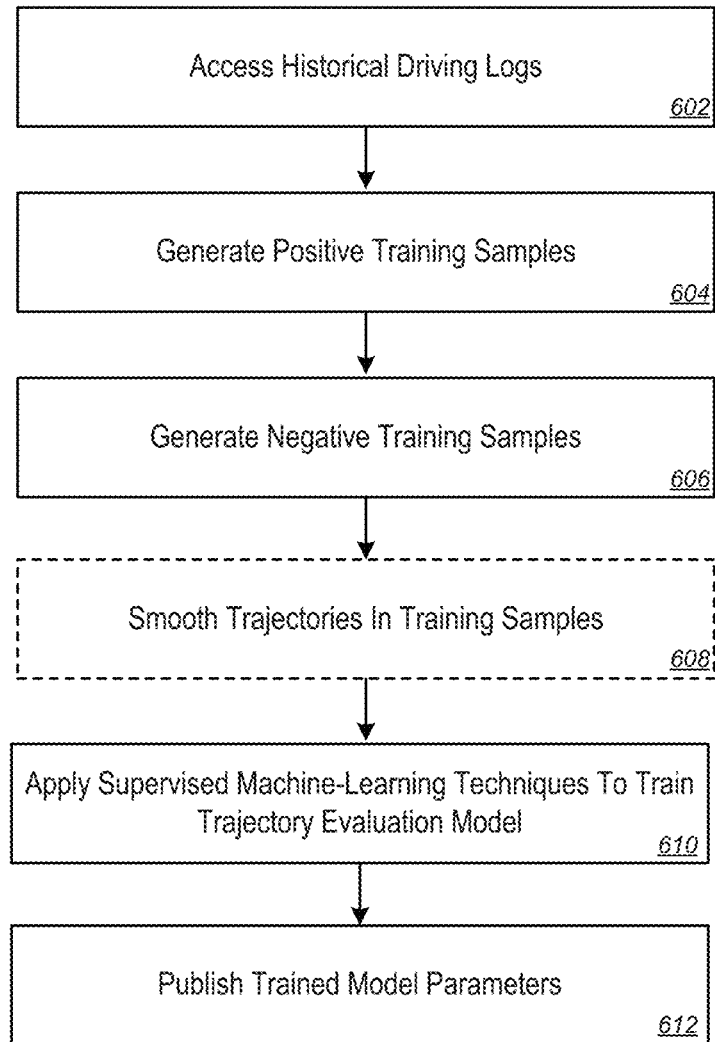 Access Historical Driving Logs
602
Generate Positive Training Samples
604
Generate Negative Training Samples
606
Smooth Trajectories In Training Samples
608
Apply Supervised Machine-Learning Techniques To Train
Trajectory Evaluation Model
610
Publish Trained Model Parameters
612